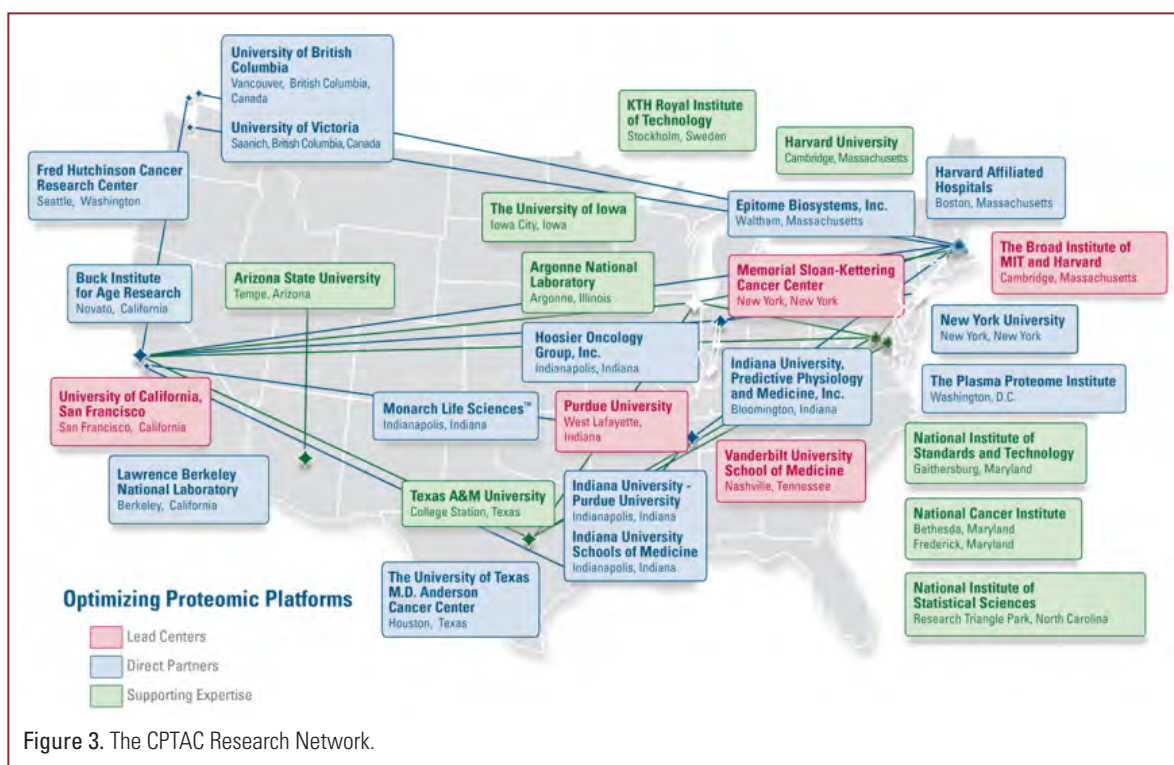 University of British
Columbia
Vancouver, British Columbia,
Canada
University of Victoria
Saanich, British Columbia, Canada
KTH Royal Institute
of Technology
Stockholm, Sweden
Harvard University
Cambridge, Massachusetts
Fred Hutchinson Cancer
Research Center
Seattle, Washington
Harvard Affiliated
Hospitals
Boston, Massachusetts
The University of Iowa
Iowa City, Iowa
Epitome Biosystems, Inc.
Waltham, Massachusetts
The Broad Institute of
MIT and Harvard
Cambridge, Massachusetts
Buck Institute
for Age Research
Novato, California
Arizona State University
Tempe, Arizona
Argonne National
Laboratory
Argonne, Illinois
Memorial Sloan-Kettering
Cancer Center
New York, New York
New York University
New York, New York
Hoosier Oncology
Group, Inc.
Indianapolis, Indiana
Indiana University,
Predictive Physiology
and Medicine, Inc.
Bloomington, Indiana
The Plasma Proteome Institute
Washington, D.C.
University of California,
San Francisco
San Francisco, California
Monarch Life Sciences™
Indianapolis, Indiana
Purdue University
West Lafayette,
Indiana
National Institute of
Standards and Technology
Gaithersburg, Maryland
Vanderbilt University
School of Medicine
Nashville, Tennessee
Lawrence Berkeley
National Laboratory
Berkeley, California
Texas A&M University
College Station, Texas
Indiana University -
Purdue University
Indianapolis, Indiana
Indiana University
Schools of Medicine
Indianapolis, Indiana
National Cancer Institute
Bethesda, Maryland
Frederick, Maryland
The University of Texas
M.D. Anderson
Cancer Center
Houston, Texas
National Institute of
Statistical Sciences
Research Triangle Park, North Carolina
Optimizing Proteomic Platforms
Lead Centers
Direct Partners
Supporting Expertise
Figure 3. The CPTAC Research Network.